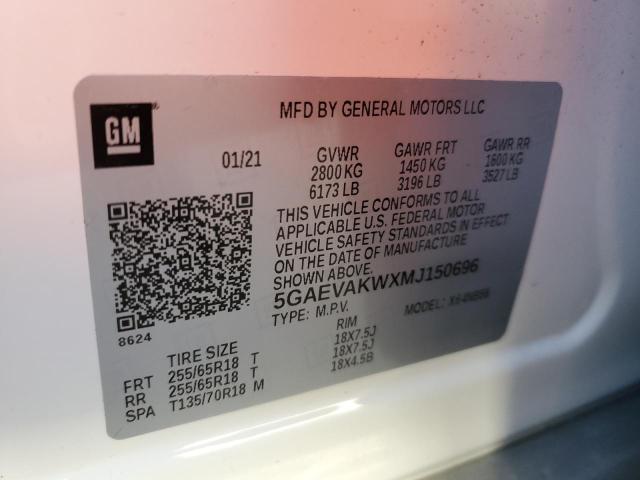 GM
MFD BY GENERAL MOTORS LLC
01/21
GVWR GAWR FRT GAWR RR
2800 KG 1450 KG 1600 KG
6173 LB 3196 LB 3527 LB
THIS VEHICLE CONFORMS TO ALL
APPLICABLE U.S. FEDERAL MOTOR
VEHICLE SAFETY STANDARDS IN EFFECT
ON THE DATE OF MANUFACTURE
SHOWN ABOVE.
5GAEVAKWXMJ150696
TYPE: M.P.V. MODEL:
8624
TIRE SIZE RIM
FRT 255/65R18 T 18X7.5J
RR 255/65R18 T 18X7.5J
SPA T135/70R18 M 18X4.5B